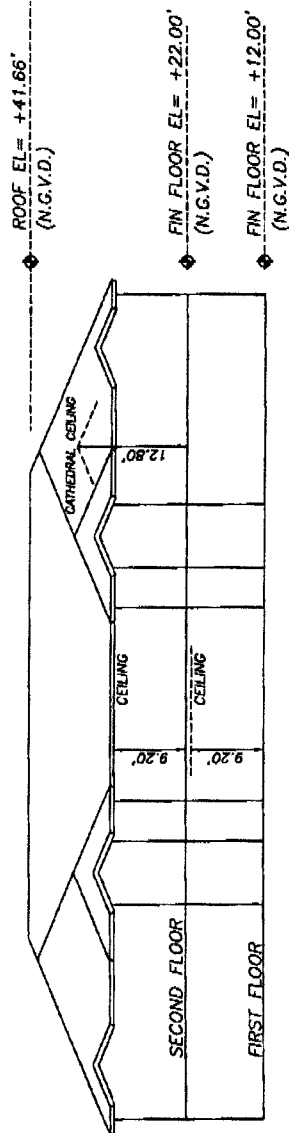 ROOF EL= +41.66'
(N.G.V.D.)
CATHEDRAL CEILING
12.80'
CEILING
9.20'
FIN FLOOR EL= +22.00'
(N.G.V.D.)
SECOND FLOOR
CEILING
9.20'
FIN FLOOR EL= +12.00'
(N.G.V.D.)
FIRST FLOOR